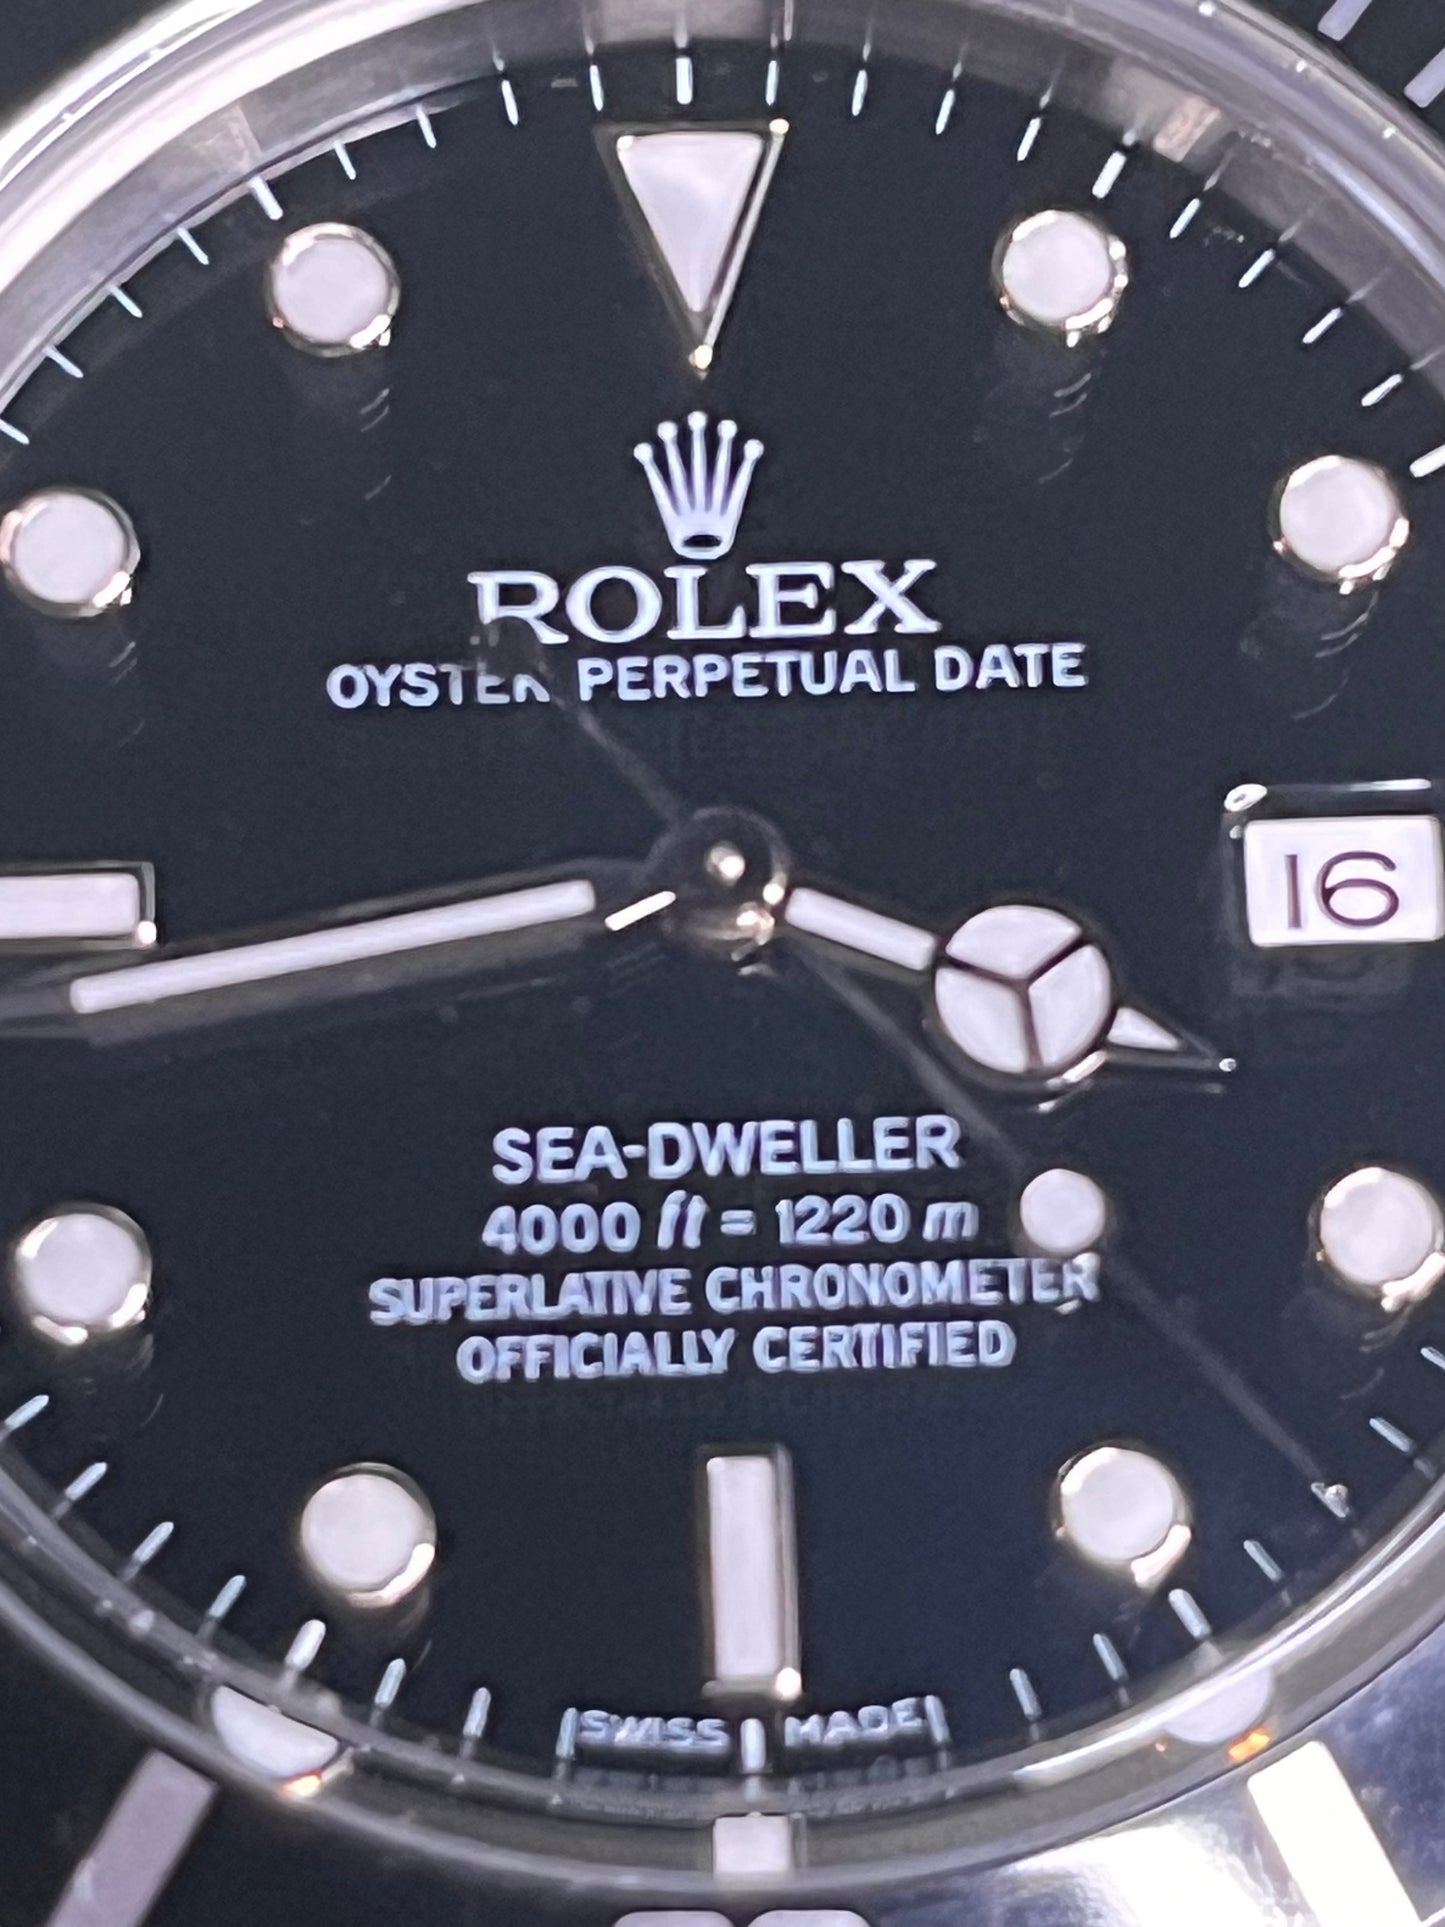 ROLEX
OYSTER PERPETUAL DATE
16
SEA-DWELLER
4000 ft = 1220 m
SUPERLATIVE CHRONOMETER
OFFICIALLY CERTIFIED
SWISS MADE